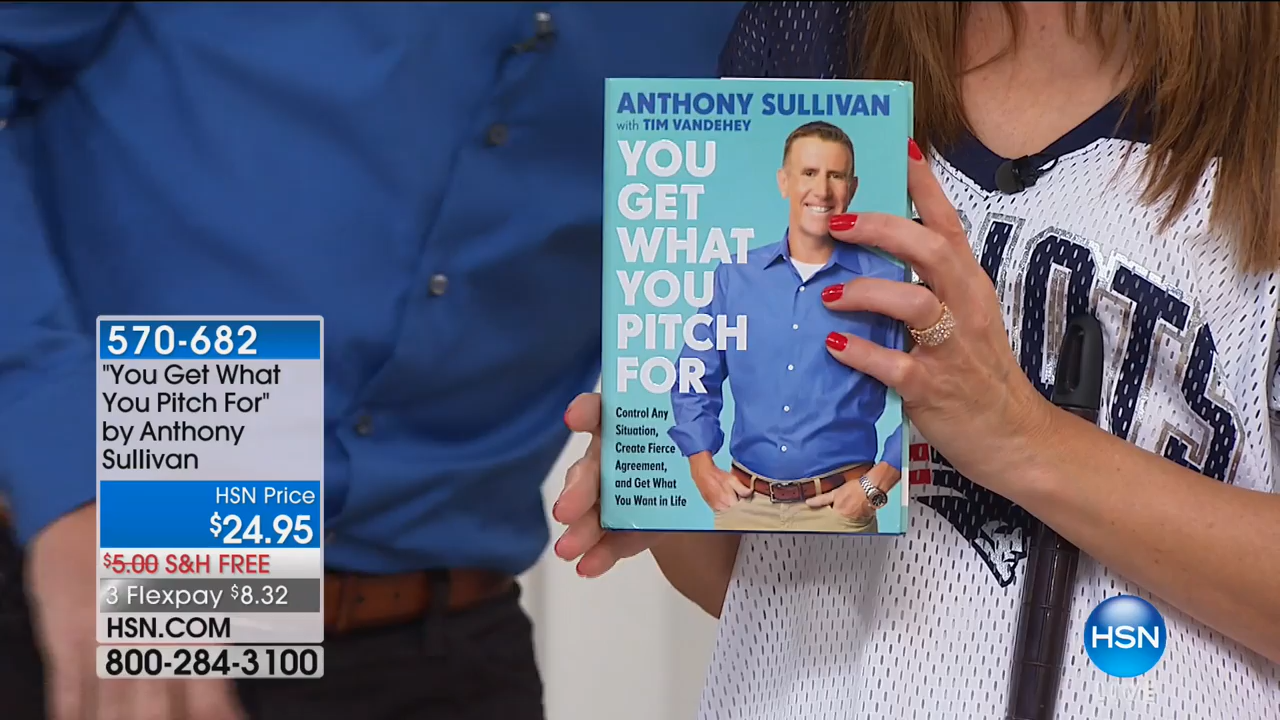 ANTHONY SULLIVAN
with TIM VANDEHEY
YOU
GET
WHAT
YOU
PITCH
FOR
Control Any
Situation,
Create Fierce
Agreement,
and Get What
You Want in Life
570-682
"You Get What
You Pitch For"
by Anthony
Sullivan
HSN Price
$24.95
$5.00 S&H FREE
3 Flexpay $8.32
HSN.COM
800-284-3100
HSN
LIVE